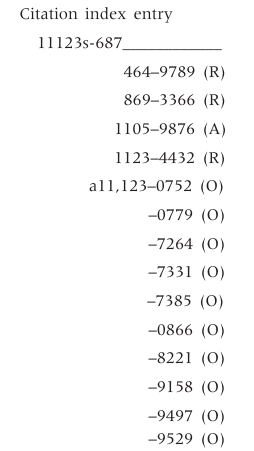 Citation index entry
11123s-687____________
464–9789 (R)
869–3366 (R)
1105–9876 (A)
1123–4432 (R)
a11,123–0752 (O)
–0779 (O)
–7264 (O)
–7331 (O)
–7385 (O)
–0866 (O)
–8221 (O)
–9158 (O)
–9497 (O)
–9529 (O)